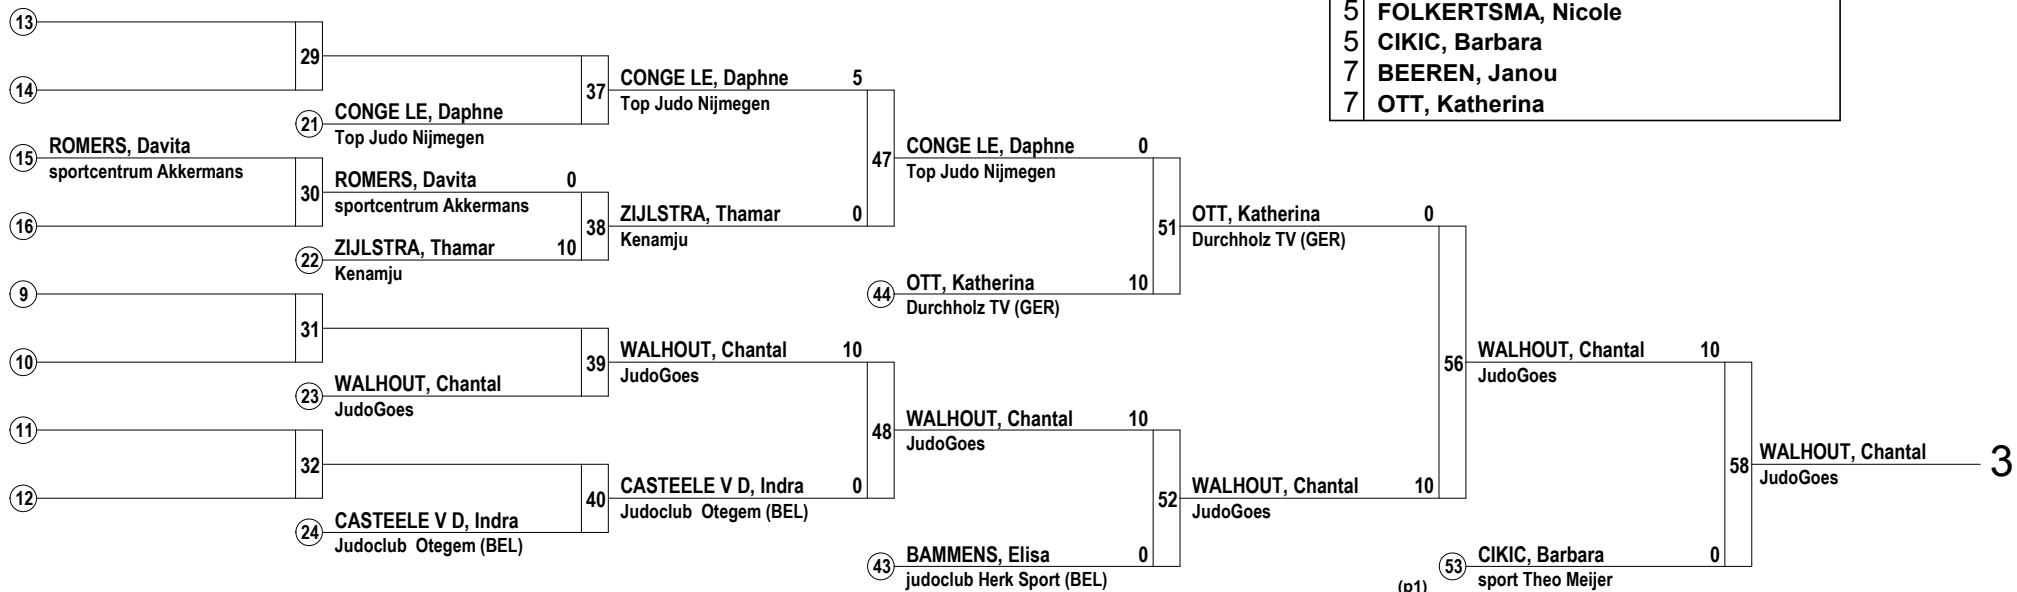 5 FOLKERTSMA, Nicole
5 CIKIC, Barbara
7 BEEREN, Janou
7 OTT, Katherina
13
29
14
37
CONGE LE, Daphne 5
Top Judo Nijmegen
21 CONGE LE, Daphne
Top Judo Nijmegen
15 ROMERS, Davita
sportcentrum Akkermans
47
CONGE LE, Daphne 0
Top Judo Nijmegen
30
ROMERS, Davita 0
sportcentrum Akkermans
16
38
ZIJLSTRA, Thamar 0
Kenamju
22 ZIJLSTRA, Thamar 10
Kenamju
51
OTT, Katherina 0
Durchholz TV (GER)
44 OTT, Katherina 10
Durchholz TV (GER)
9
31
10
39
WALHOUT, Chantal 10
JudoGoes
23 WALHOUT, Chantal
JudoGoes
56
WALHOUT, Chantal 10
JudoGoes
11
48
WALHOUT, Chantal 10
JudoGoes
32
12
40
CASTEELE V D, Indra 0
Judoclub Otegem (BEL)
24 CASTEELE V D, Indra
Judoclub Otegem (BEL)
52
WALHOUT, Chantal 10
JudoGoes
58
WALHOUT, Chantal 3
JudoGoes
43 BAMMENS, Elisa 0
judoclub Herk Sport (BEL)
(p1)
53 CIKIC, Barbara 0
sport Theo Meijer